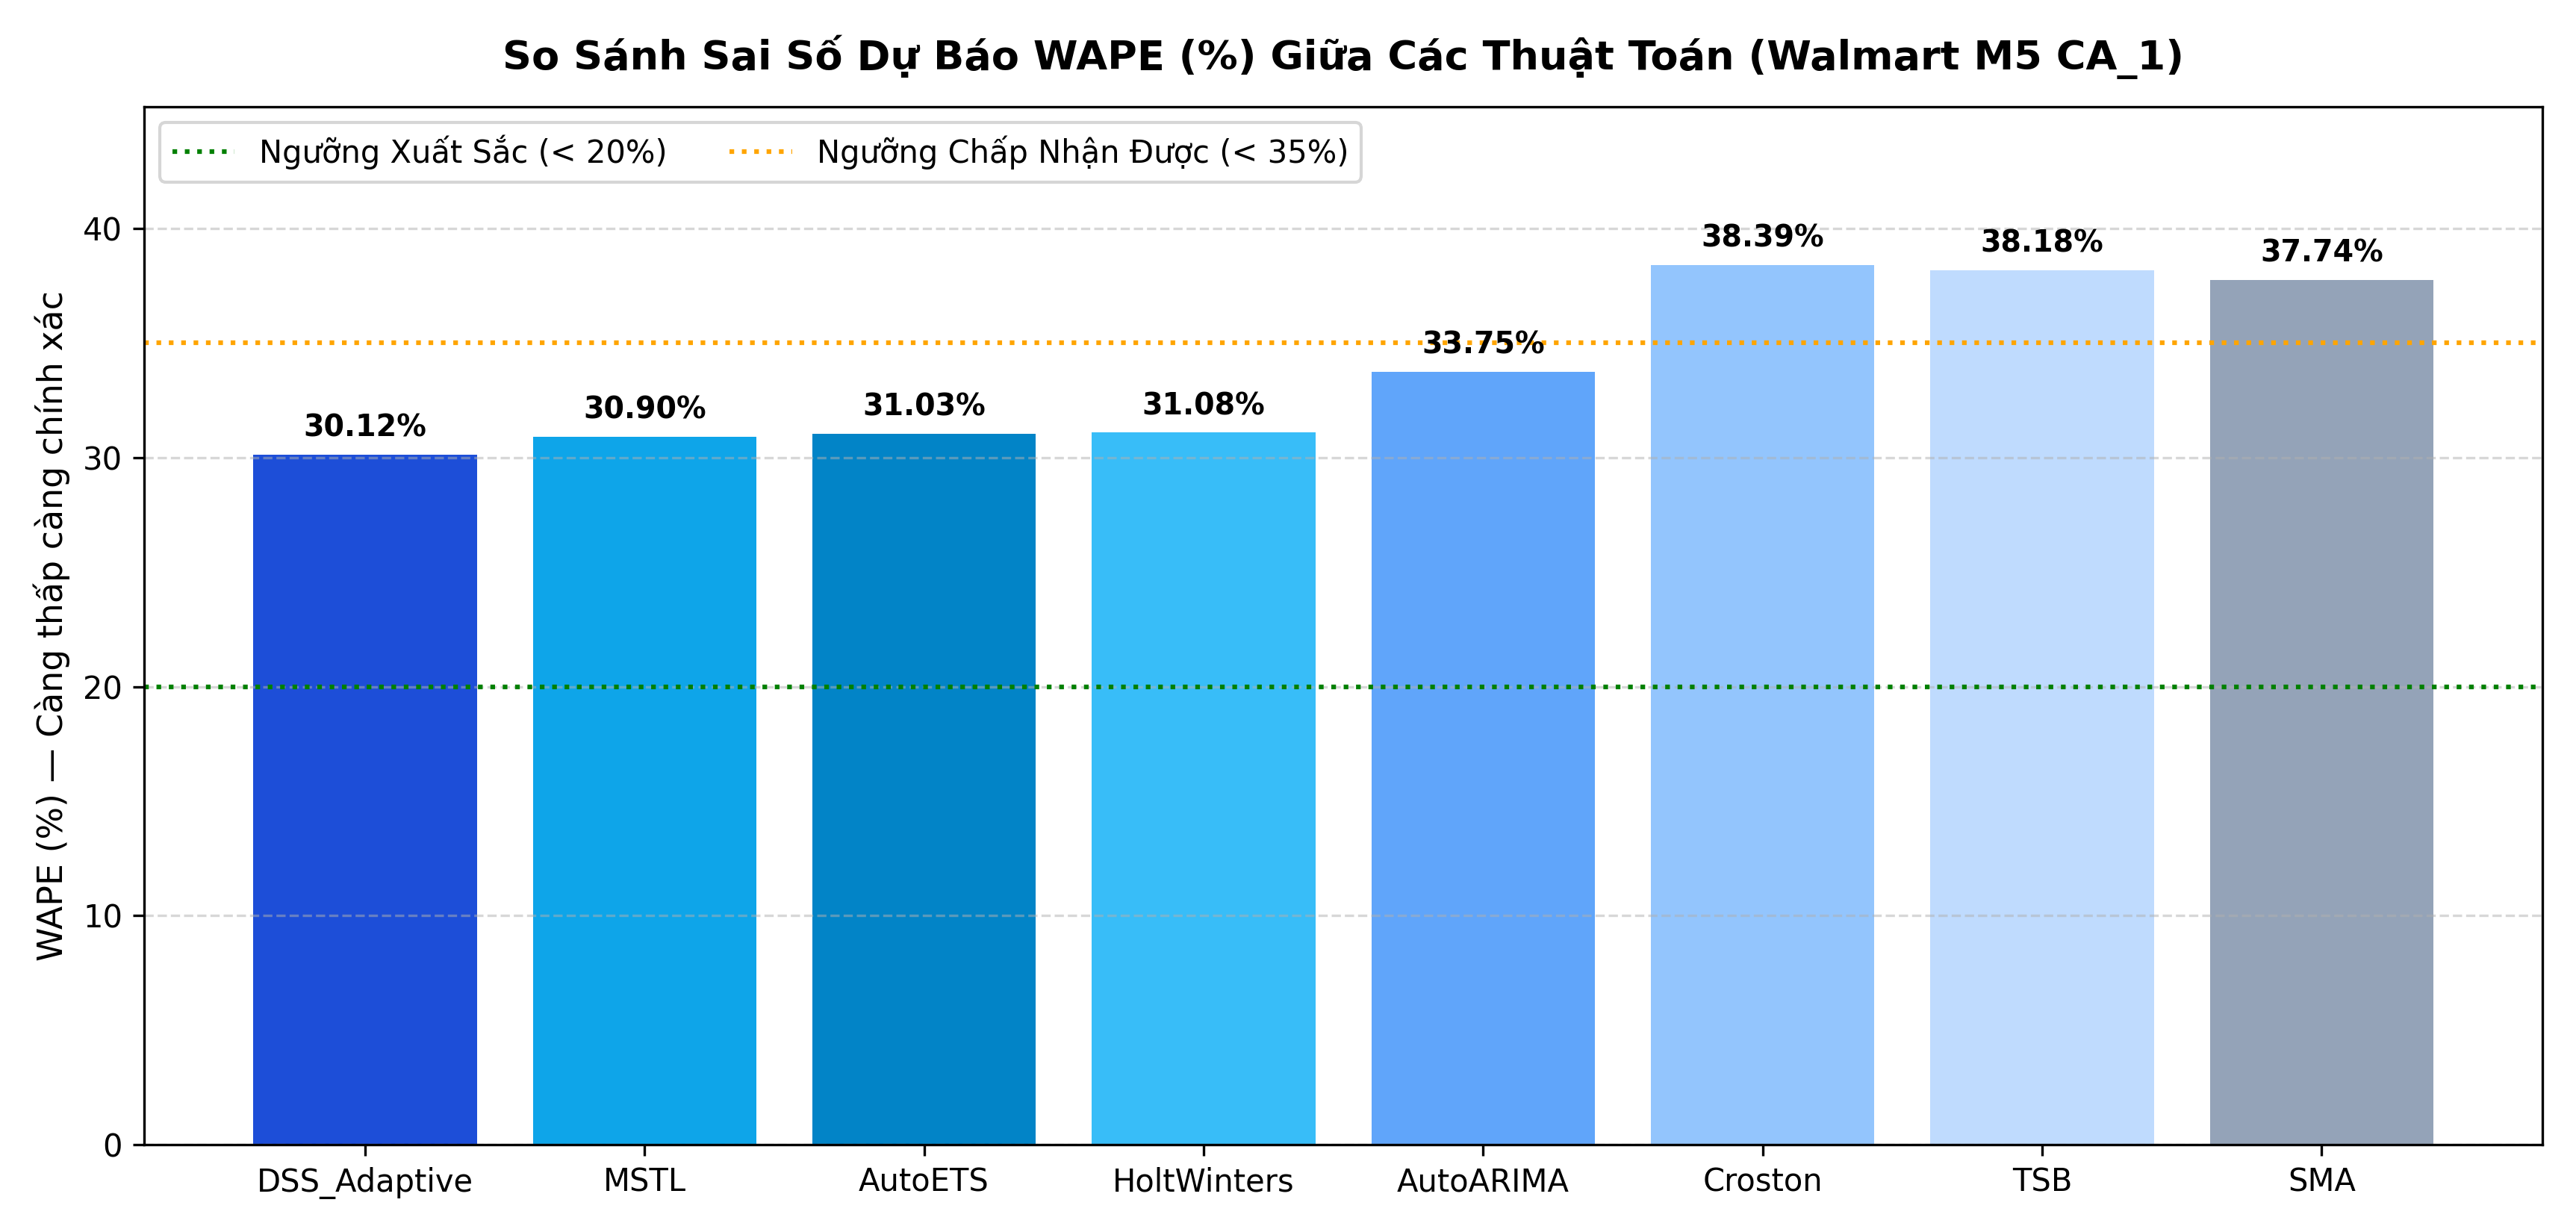 So Sánh Sai Số Dự Báo WAPE (%) Giữa Các Thuật Toán (Walmart M5 CA_1)
Ngưỡng Xuất Sắc (< 20%)
Ngưỡng Chấp Nhận Được (< 35%)
WAPE (%) — Càng thấp càng chính xác
40
30
20
10
0
30.12%
30.90%
31.03%
31.08%
33.75%
38.39%
38.18%
37.74%
DSS_Adaptive
MSTL
AutoETS
HoltWinters
AutoARIMA
Croston
TSB
SMA